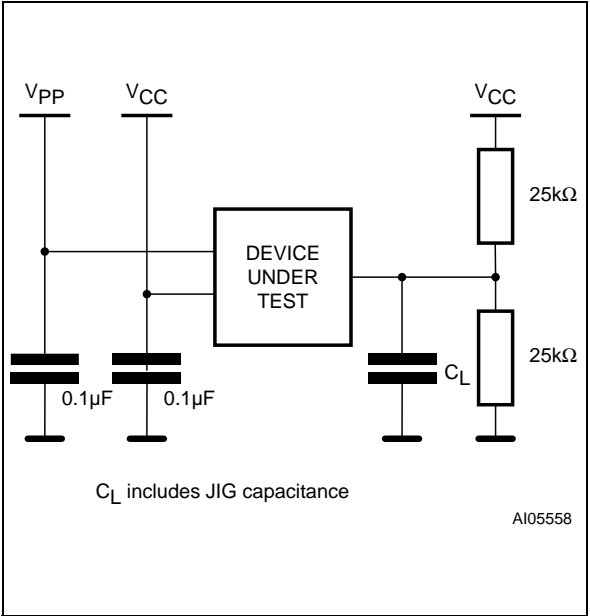 VPP
VCC
VCC
25kΩ
DEVICE
UNDER
TEST
25kΩ
CL
0.1µF
0.1µF
CL includes JIG capacitance
AI05558